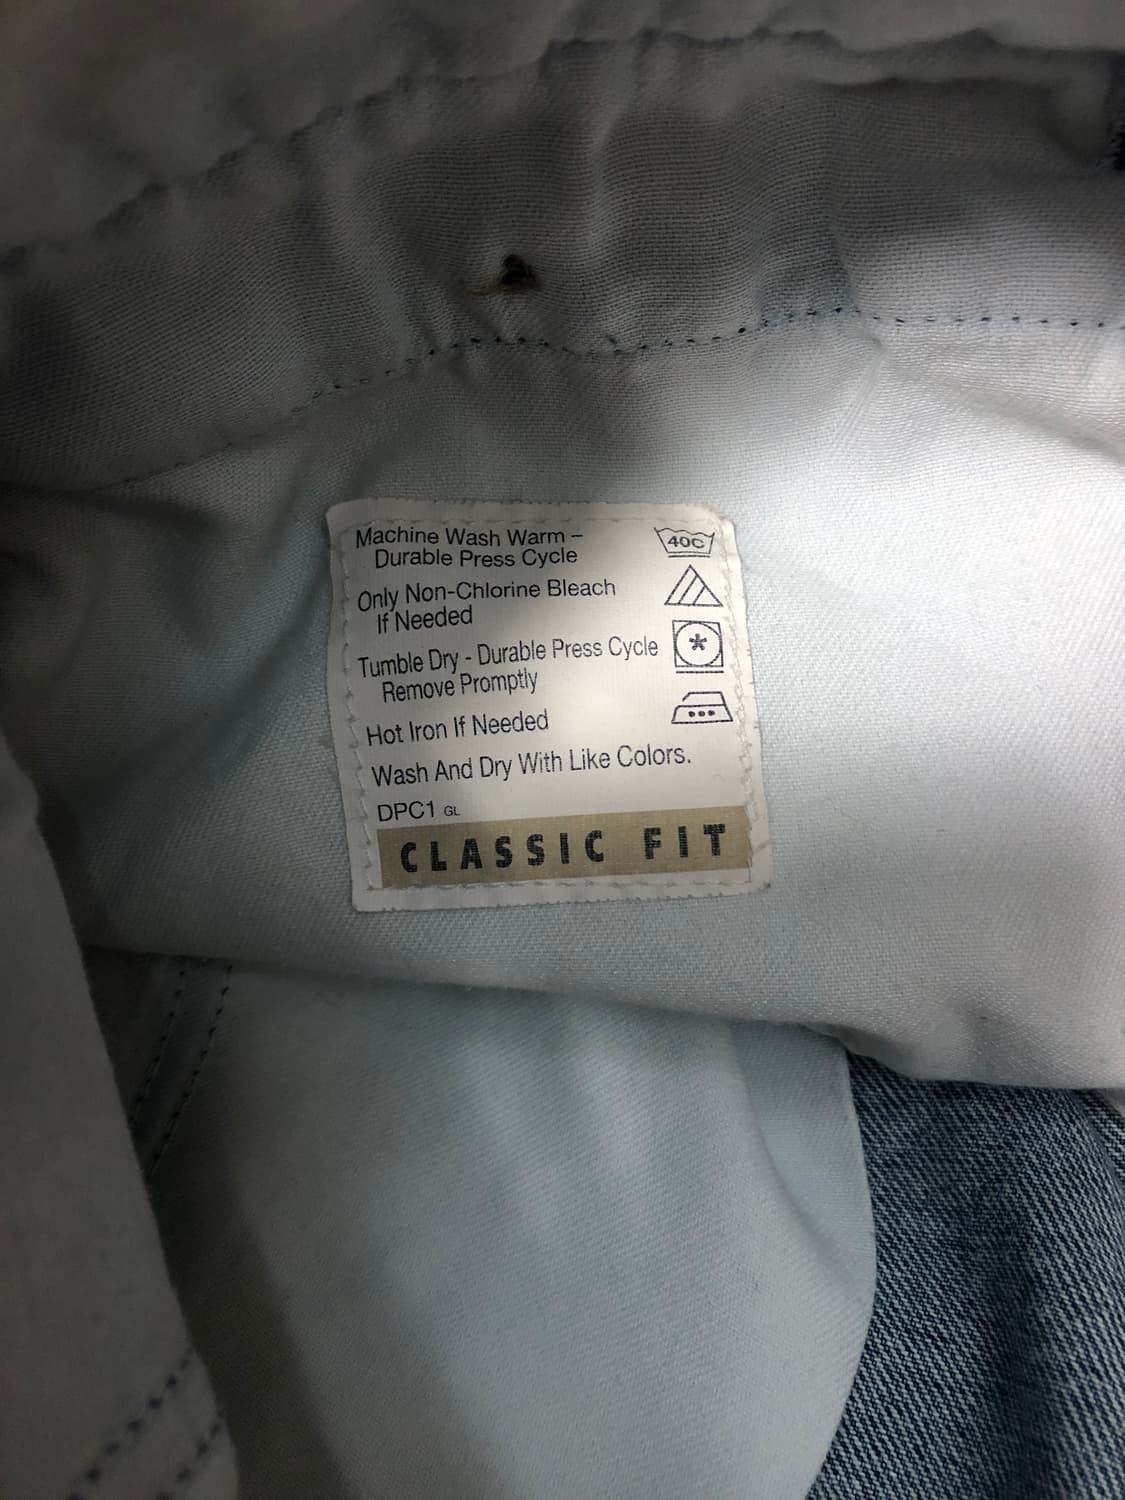 Machine Wash Warm –
Durable Press Cycle
40C
Only Non-Chlorine Bleach
If Needed
Tumble Dry - Durable Press Cycle
Remove Promptly
Hot Iron If Needed
Wash And Dry With Like Colors.
DPC1 GL
CLASSIC FIT